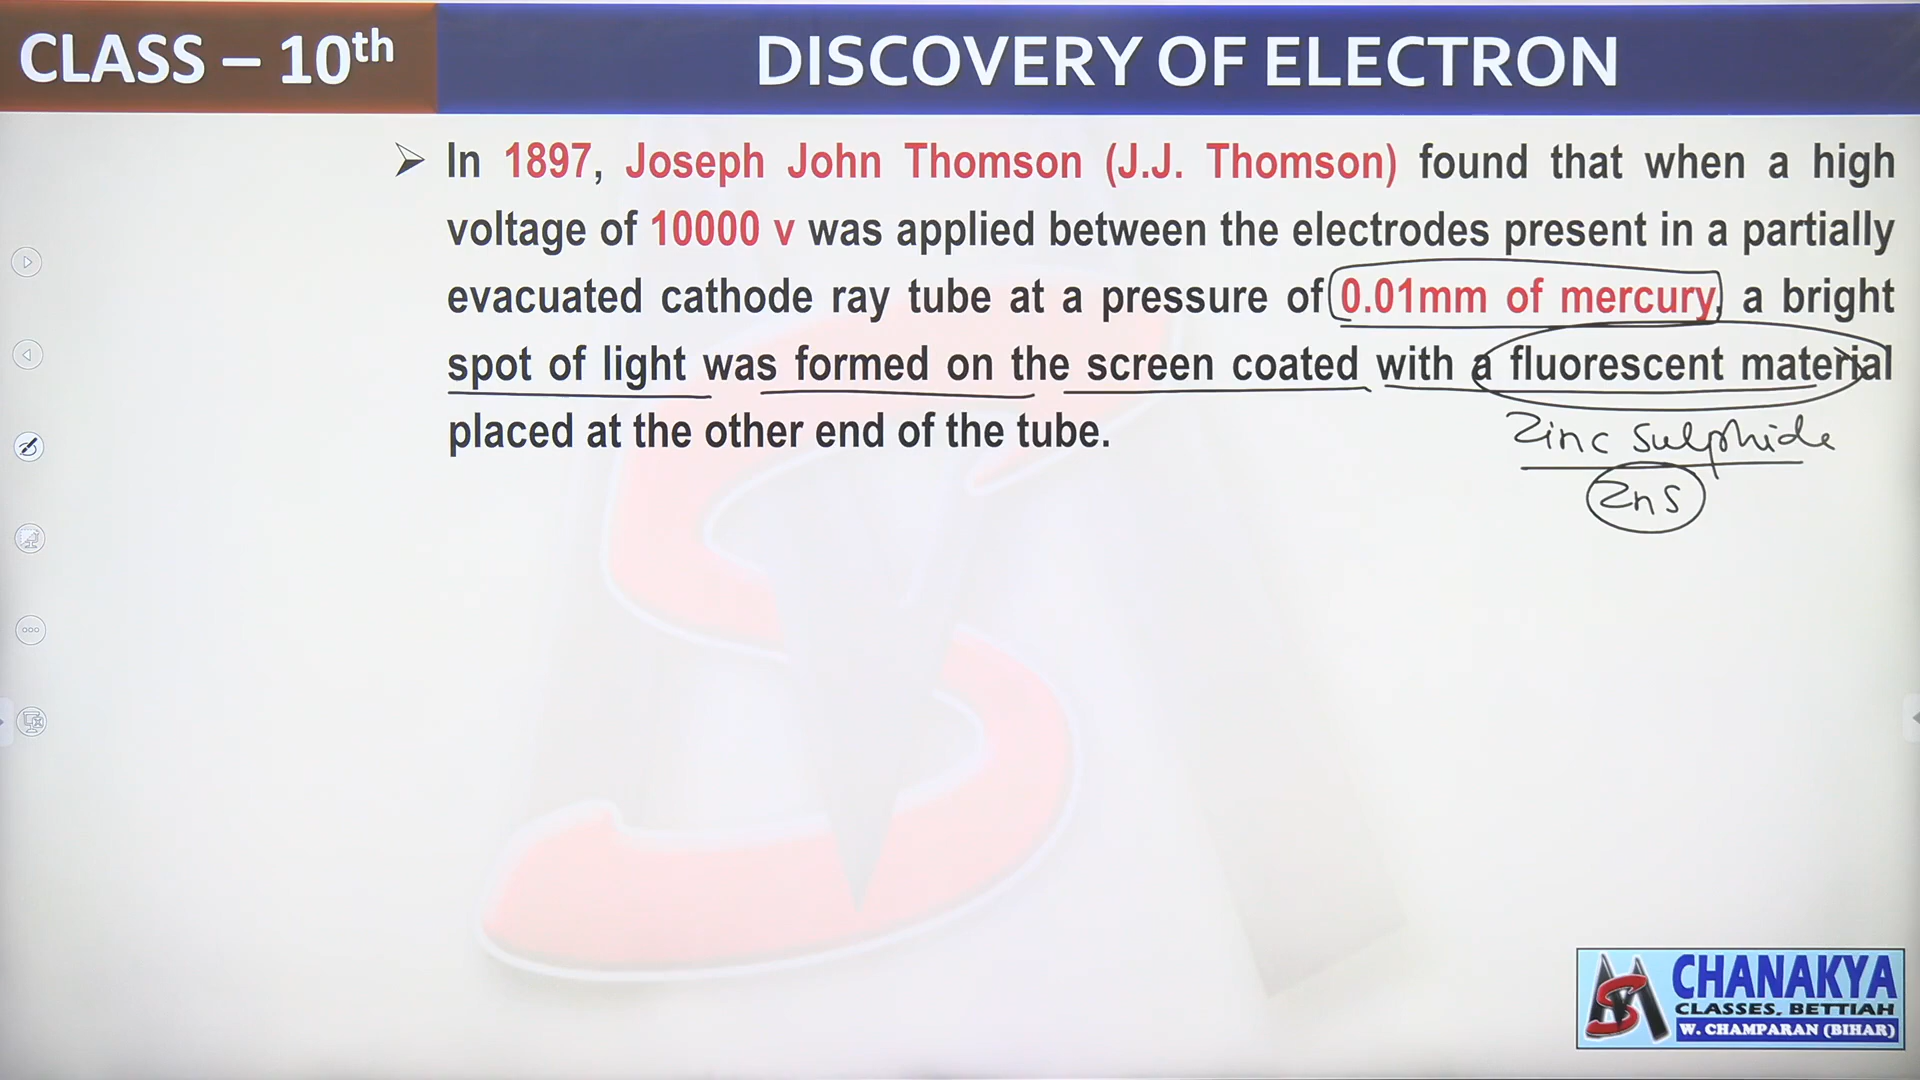 CLASS – 10th
DISCOVERY OF ELECTRON
➢ In 1897, Joseph John Thomson (J.J. Thomson) found that when a high
voltage of 10000 v was applied between the electrodes present in a partially
evacuated cathode ray tube at a pressure of 0.01mm of mercury, a bright
spot of light was formed on the screen coated with a fluorescent material
placed at the other end of the tube.
Zinc Sulphide
ZnS
CHANAKYA
CLASSES, BETTIAH
W. CHAMPARAN (BIHAR)